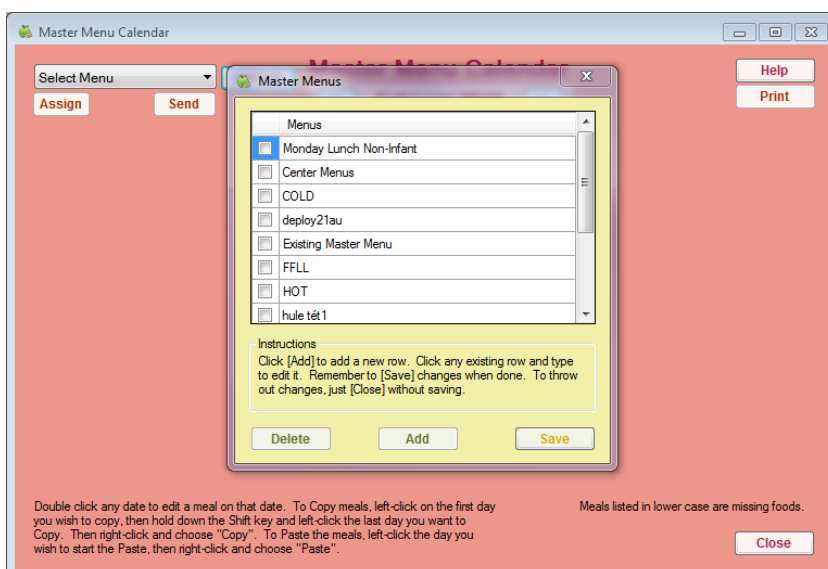 Master Menu Calendar
Master Menu Calendar
Select Menu
Assign
Send
Help
Print
Master Menus
Menus
Monday Lunch Non-Infant
Center Menus
COLD
deploy21au
Existing Master Menu
FFLL
HOT
hule tét1
Instructions
Click [Add] to add a new row. Click any existing row and type
to edit it. Remember to [Save] changes when done. To throw
out changes, just [Close] without saving.
Delete
Add
Save
Double click any date to edit a meal on that date. To Copy meals, left-click on the first day
you wish to copy, then hold down the Shift key and left-click the last day you want to
Copy. Then right-click and choose "Copy". To Paste the meals, left-click the day you
wish to start the Paste, then right-click and choose "Paste".
Meals listed in lower case are missing foods.
Close